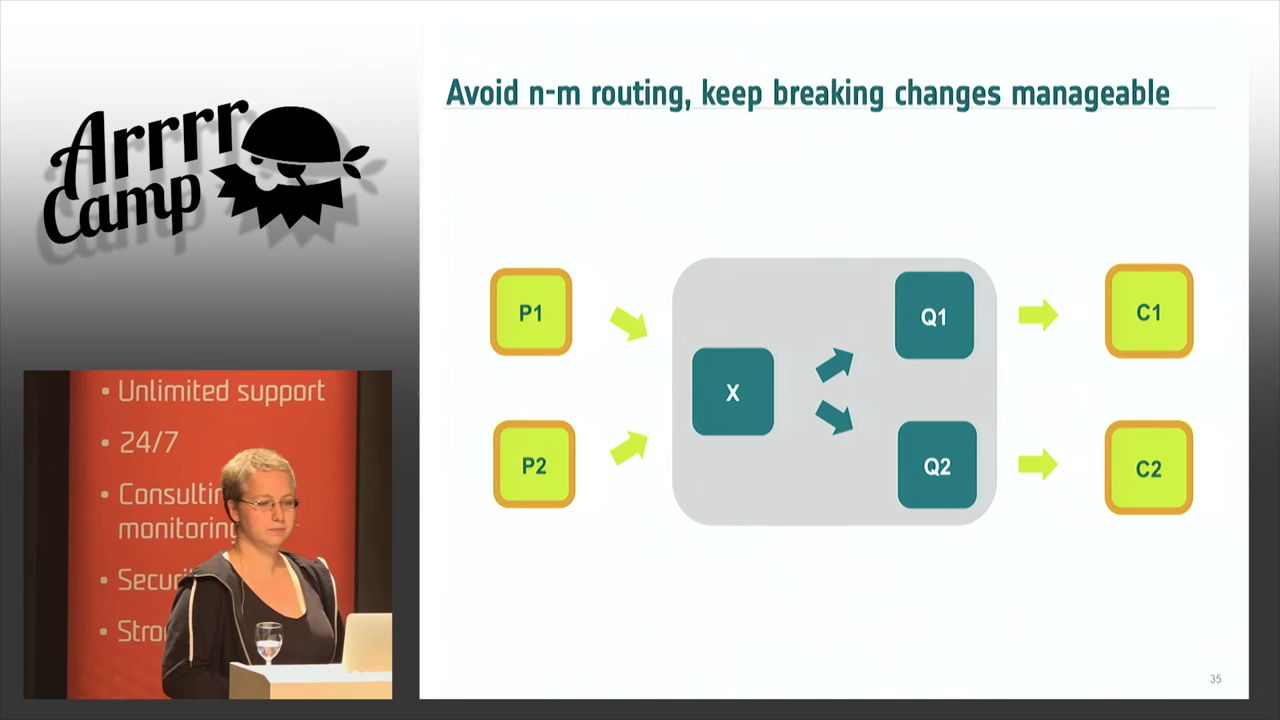 Arrrr
Camp
Avoid n-m routing, keep breaking changes manageable
P1
Q1
C1
X
P2
Q2
C2
35
• Unlimited support
• 24/7
• Consultin
monitoring
• Securi
• Stro